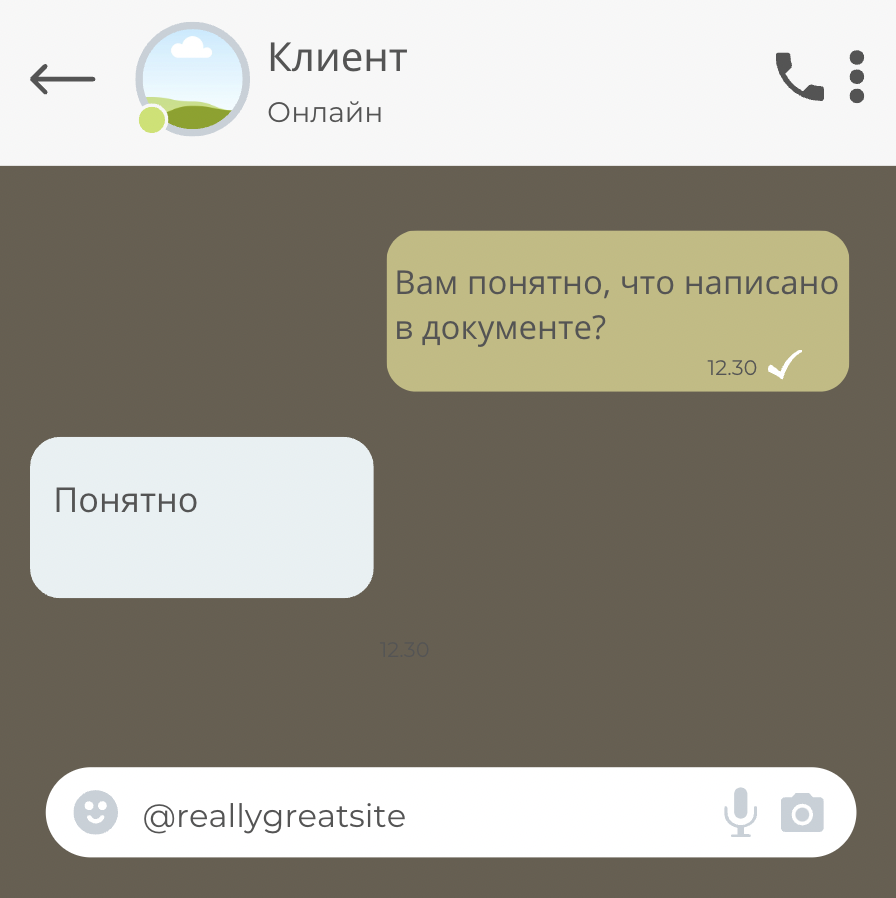 Клиент
Онлайн
Вам понятно, что написано
в документе?
12.30
Понятно
12.30
@reallygreatsite